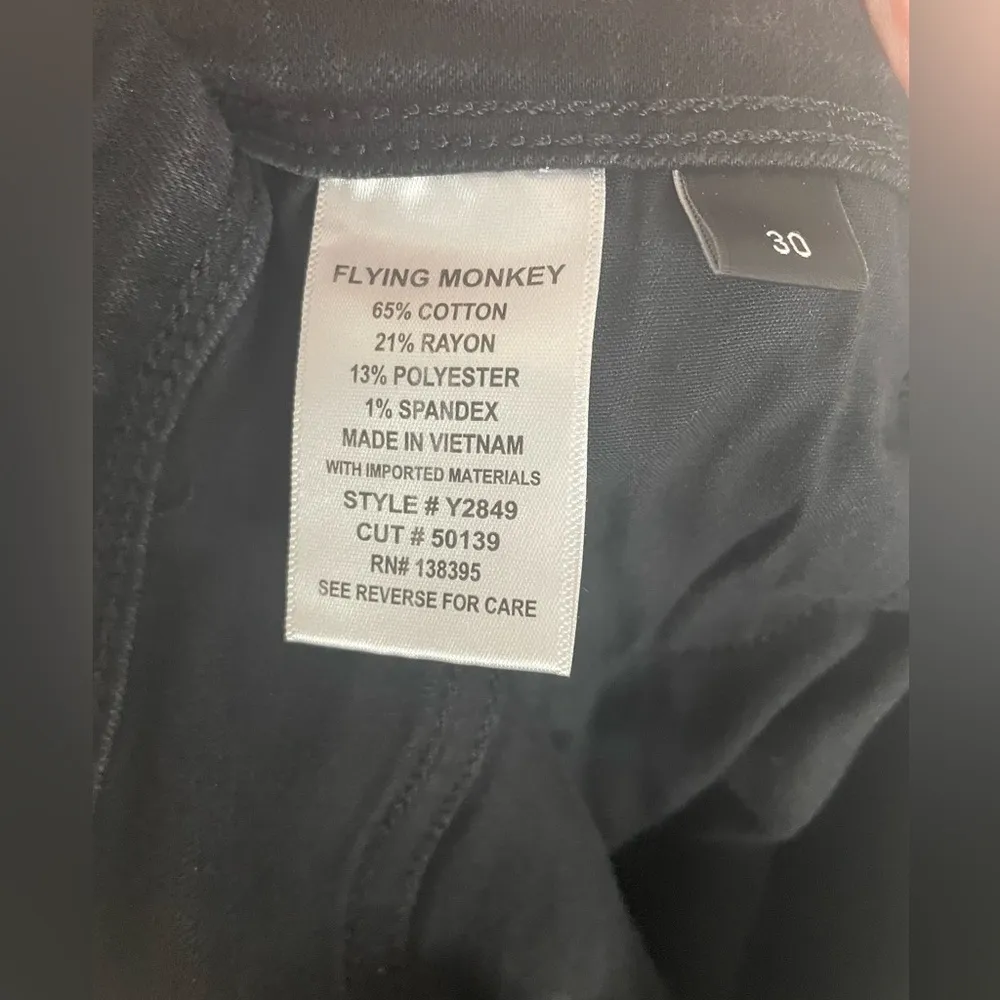 FLYING MONKEY
65% COTTON
21% RAYON
13% POLYESTER
1% SPANDEX
MADE IN VIETNAM
WITH IMPORTED MATERIALS
STYLE # Y2849
CUT # 50139
RN# 138395
SEE REVERSE FOR CARE
30